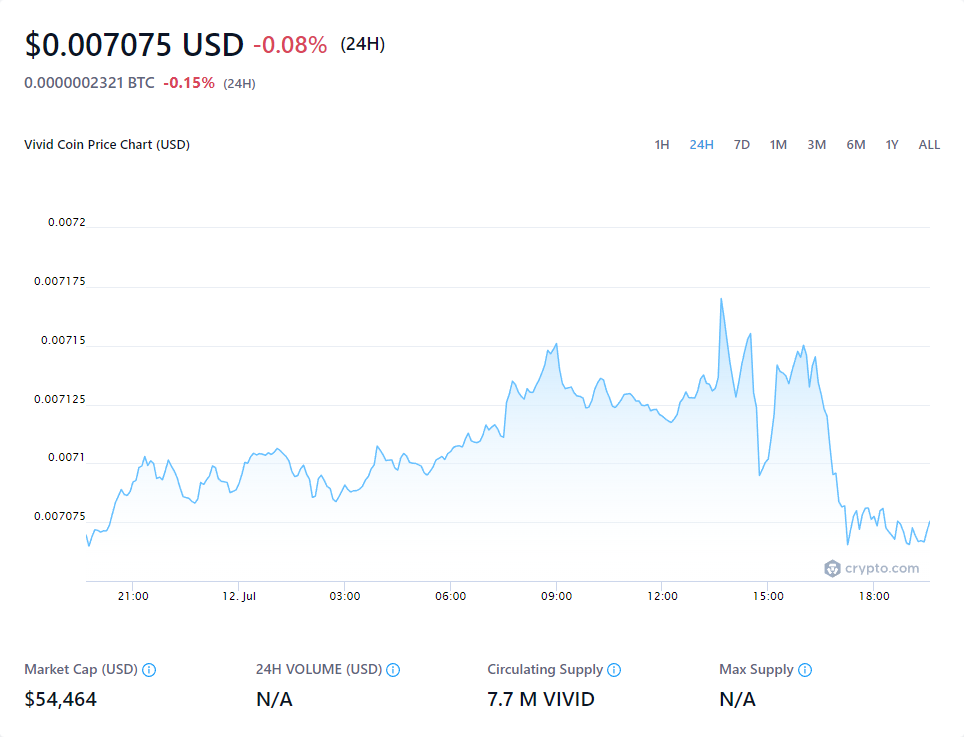 $0.007075 USD -0.08% (24H)
0.0000002321 BTC -0.15% (24H)
Vivid Coin Price Chart (USD) 1H 24H 7D 1M 3M 6M 1Y ALL
0.0072
0.007175
0.00715
0.007125
0.0071
0.007075
crypto.com
21:00 12. Jul 03:00 06:00 09:00 12:00 15:00 18:00
Market Cap (USD) 24H VOLUME (USD) Circulating Supply Max Supply
$54,464 N/A 7.7 M VIVID N/A